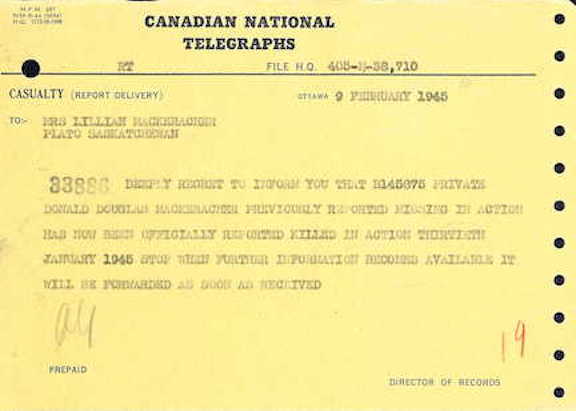 CANADIAN NATIONAL
TELEGRAPHS
RT FILE H.Q. 405-M-38,710
CASUALTY (REPORT DELIVERY) OTTAWA 9 FEBRUARY 1945
TO:- MRS LILLIAN MACKERACHER
PLATO SASKATCHEWAN
33886 DEEPLY REGRET TO INFORM YOU THAT PRIVATE
DONALD DOUGLAS MACKERACHER PREVIOUSLY REPORTED MISSING IN ACTION
HAS NOW BEEN OFFICIALLY REPORTED KILLED IN ACTION THIRTIETH
JANUARY 1945 STOP WHEN FURTHER INFORMATION BECOMES AVAILABLE IT
WILL BE FORWARDED AS SOON AS RECEIVED
19
PREPAID
DIRECTOR OF RECORDS